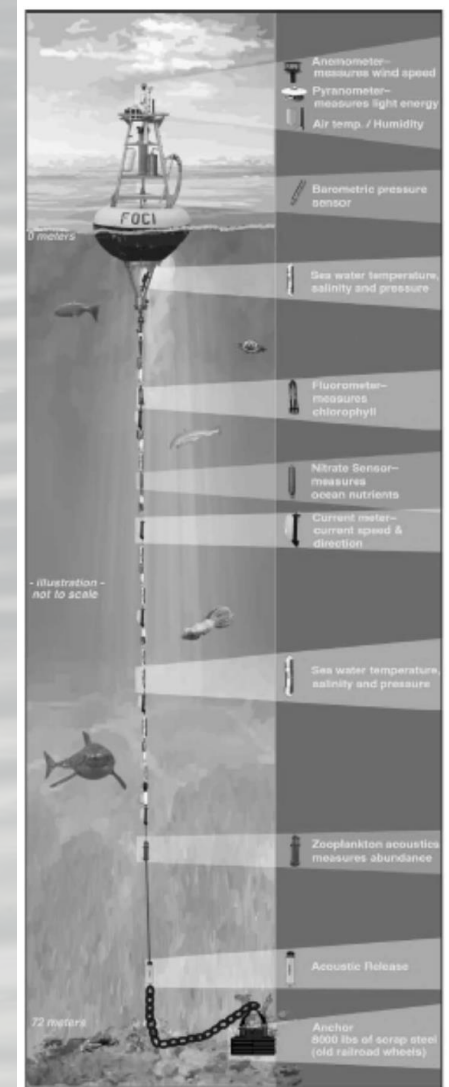 Anemometer–
measures wind speed
Pyranometer–
measures light energy
Air temp. / Humidity
Barometric pressure
sensor
FOCI
0 meters
Sea water temperature,
salinity and pressure
Fluorometer–
measures
chlorophyll
Nitrate Sensor–
measures
ocean nutrients
Current meter–
current speed &
direction
- illustration -
not to scale
Sea water temperature,
salinity and pressure
Zooplankton acoustics
measures abundance
Acoustic Release
72 meters
Anchor
8000 lbs of scrap steel
(old railroad wheels)